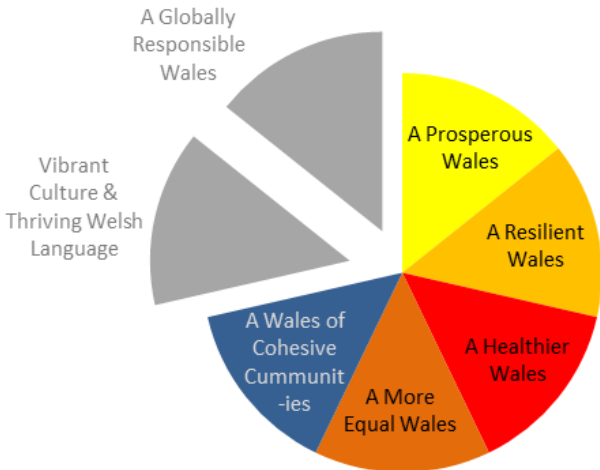 A Globally
Responsible
Wales
A Prosperous
Wales
Vibrant
Culture &
Thriving Welsh
Language
A Resilient
Wales
A Wales of
Cohesive
Cummunit
-ies
A Healthier
Wales
A More
Equal Wales